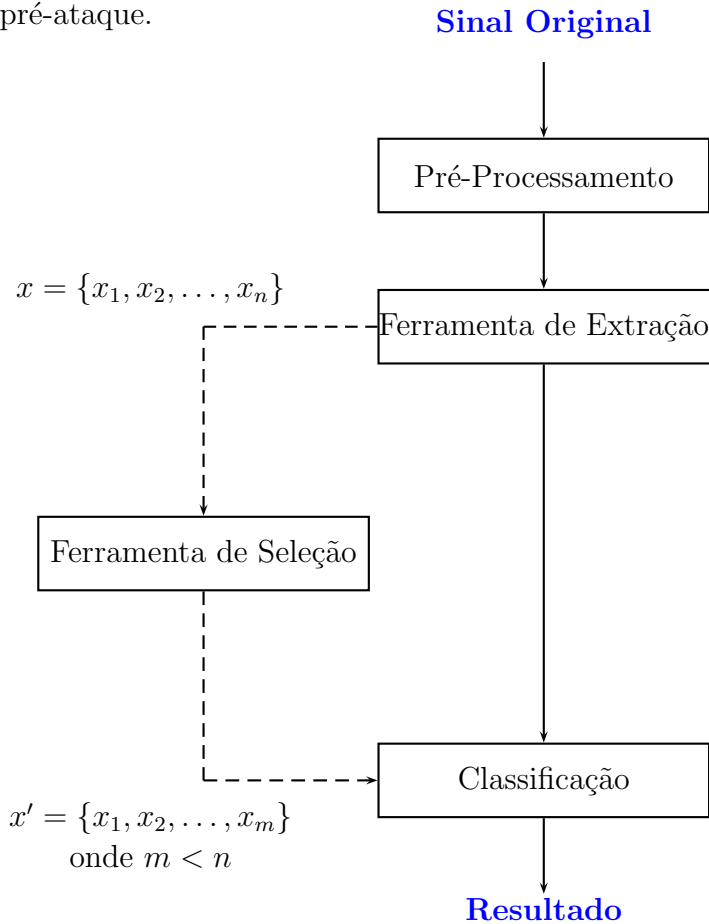 pré-ataque.
Sinal Original
Pré-Processamento
x = {x₁, x₂, . . . , xₙ}
Ferramenta de Extração
Ferramenta de Seleção
Classificação
x′ = {x₁, x₂, . . . , xₘ}
onde m < n
Resultado